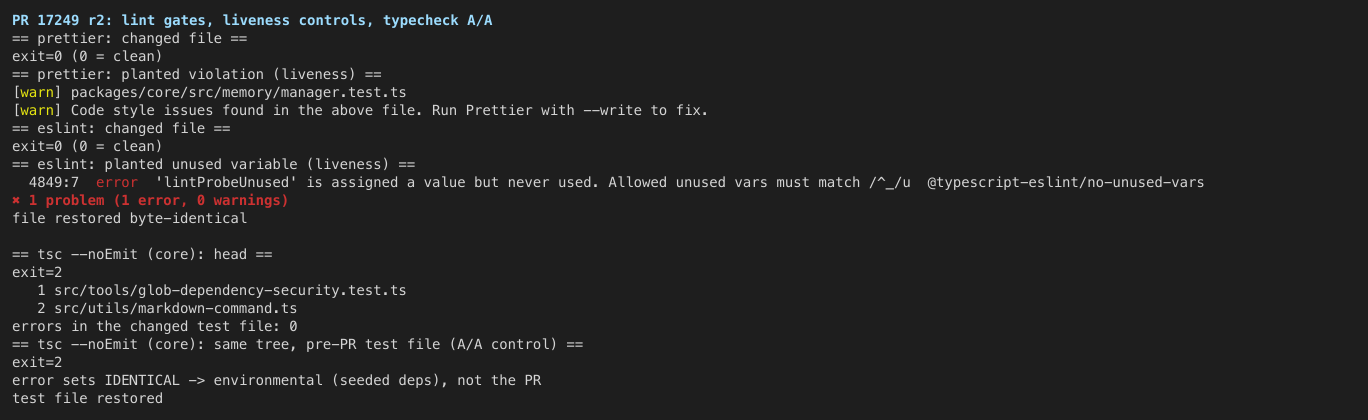 PR 17249 r2: lint gates, liveness controls, typecheck A/A
== prettier: changed file ==
exit=0 (0 = clean)
== prettier: planted violation (liveness) ==
[warn] packages/core/src/memory/manager.test.ts
[warn] Code style issues found in the above file. Run Prettier with --write to fix.
== eslint: changed file ==
exit=0 (0 = clean)
== eslint: planted unused variable (liveness) ==
  4849:7  error  'lintProbeUnused' is assigned a value but never used. Allowed unused vars must match /^_/u  @typescript-eslint/no-unused-vars
✖ 1 problem (1 error, 0 warnings)
file restored byte-identical

== tsc --noEmit (core): head ==
exit=2
   1 src/tools/glob-dependency-security.test.ts
   2 src/utils/markdown-command.ts
errors in the changed test file: 0
== tsc --noEmit (core): same tree, pre-PR test file (A/A control) ==
exit=2
error sets IDENTICAL -> environmental (seeded deps), not the PR
test file restored